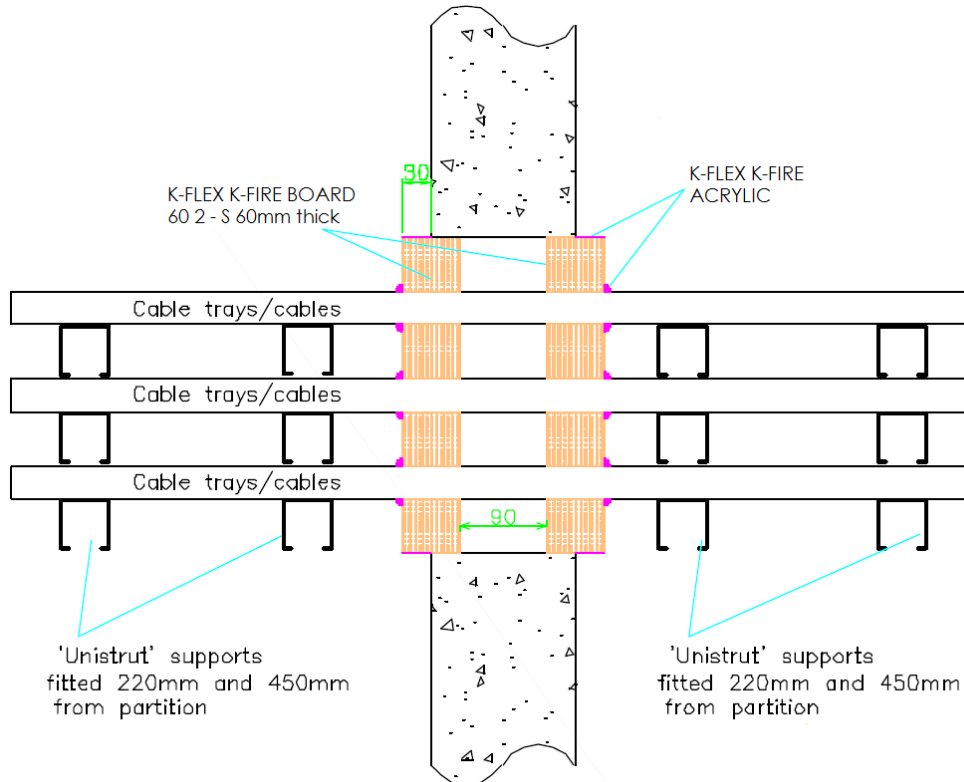 30
K-FLEX K-FIRE BOARD
60 2 - S 60mm thick
K-FLEX K-FIRE
ACRYLIC
Cable trays/cables
Cable trays/cables
Cable trays/cables
90
'Unistrut' supports
fitted 220mm and 450mm
from partition
'Unistrut' supports
fitted 220mm and 450mm
from partition